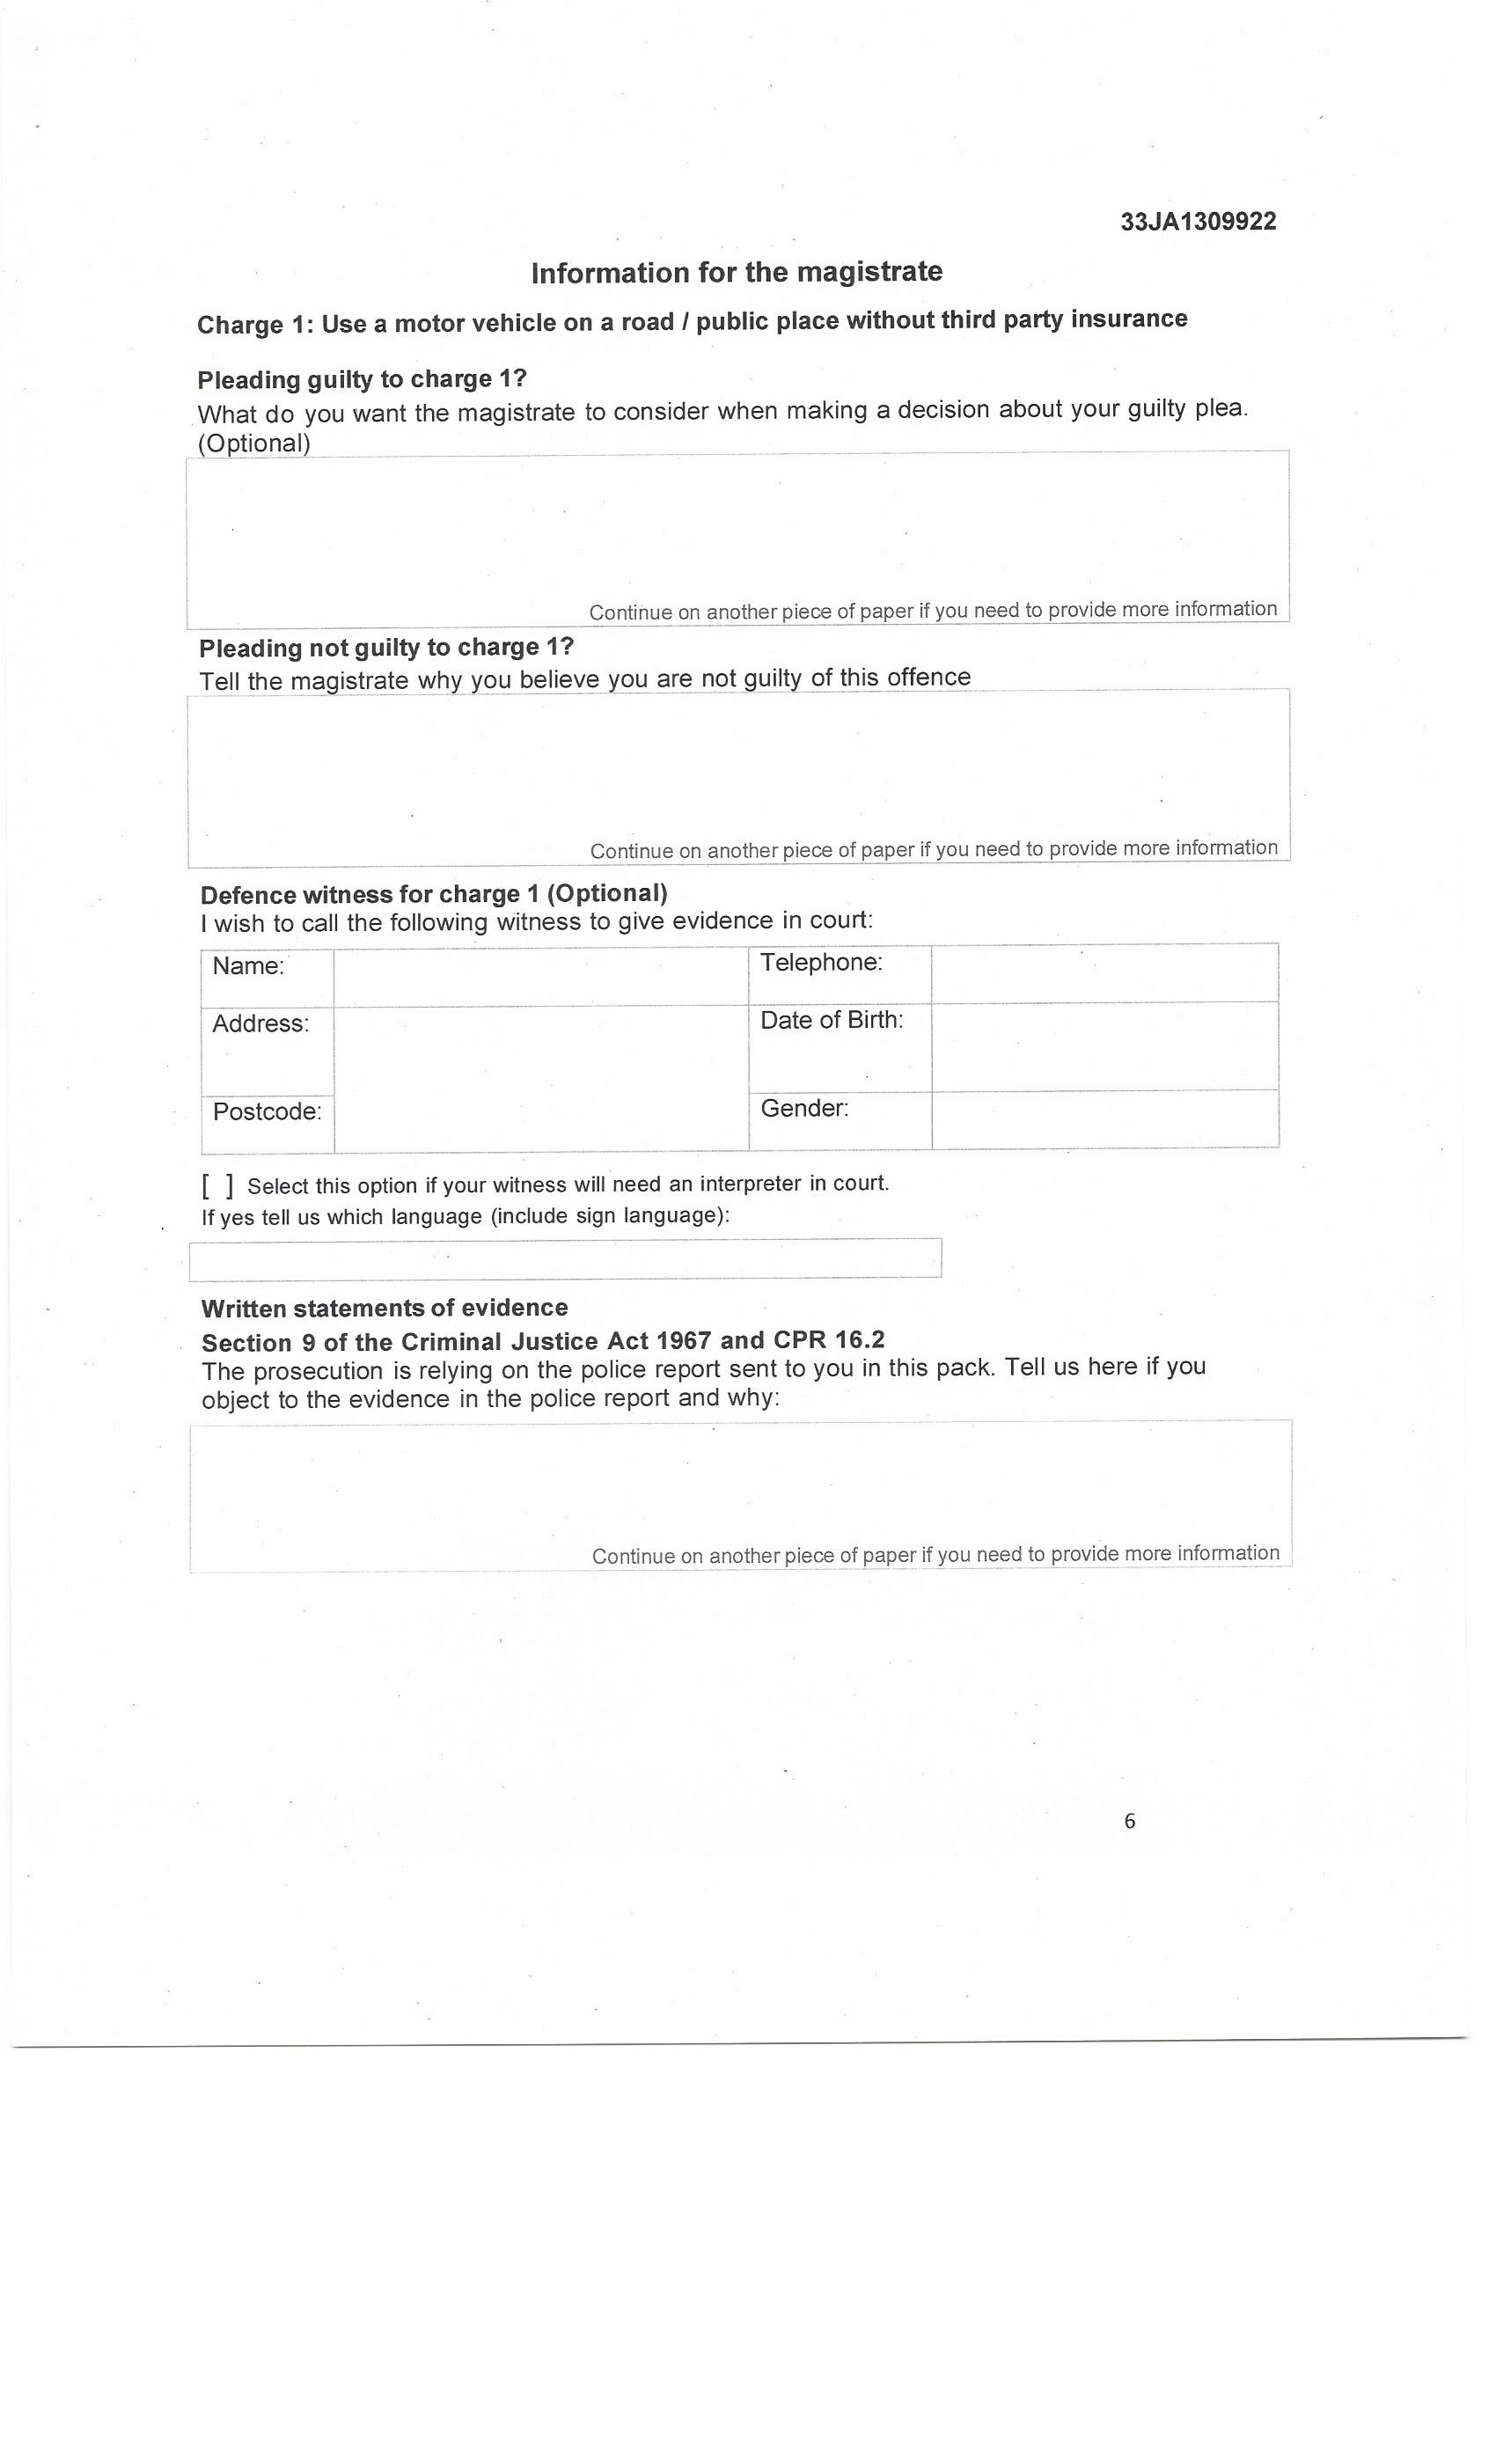 33JA1309922
Information for the magistrate
Charge 1: Use a motor vehicle on a road / public place without third party insurance
Pleading guilty to charge 1?
What do you want the magistrate to consider when making a decision about your guilty plea.
(Optional)
Continue on another piece of paper if you need to provide more information
Pleading not guilty to charge 1?
Tell the magistrate why you believe you are not guilty of this offence
Continue on another piece of paper if you need to provide more information
Defence witness for charge 1 (Optional)
I wish to call the following witness to give evidence in court:
Name: Telephone:
Address: Date of Birth:
Postcode: Gender:
[ ] Select this option if your witness will need an interpreter in court.
If yes tell us which language (include sign language):
Written statements of evidence
Section 9 of the Criminal Justice Act 1967 and CPR 16.2
The prosecution is relying on the police report sent to you in this pack. Tell us here if you
object to the evidence in the police report and why:
Continue on another piece of paper if you need to provide more information
6